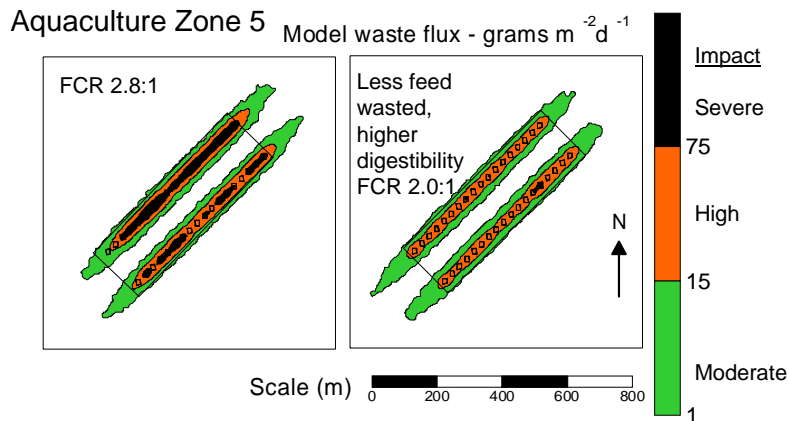 Aquaculture Zone 5
Model waste flux - grams m -2 d -1
FCR 2.8:1
Less feed
wasted,
higher
digestibility
FCR 2.0:1
N
Impact
Severe
75
High
15
Moderate
1
Scale (m)
0 200 400 600 800